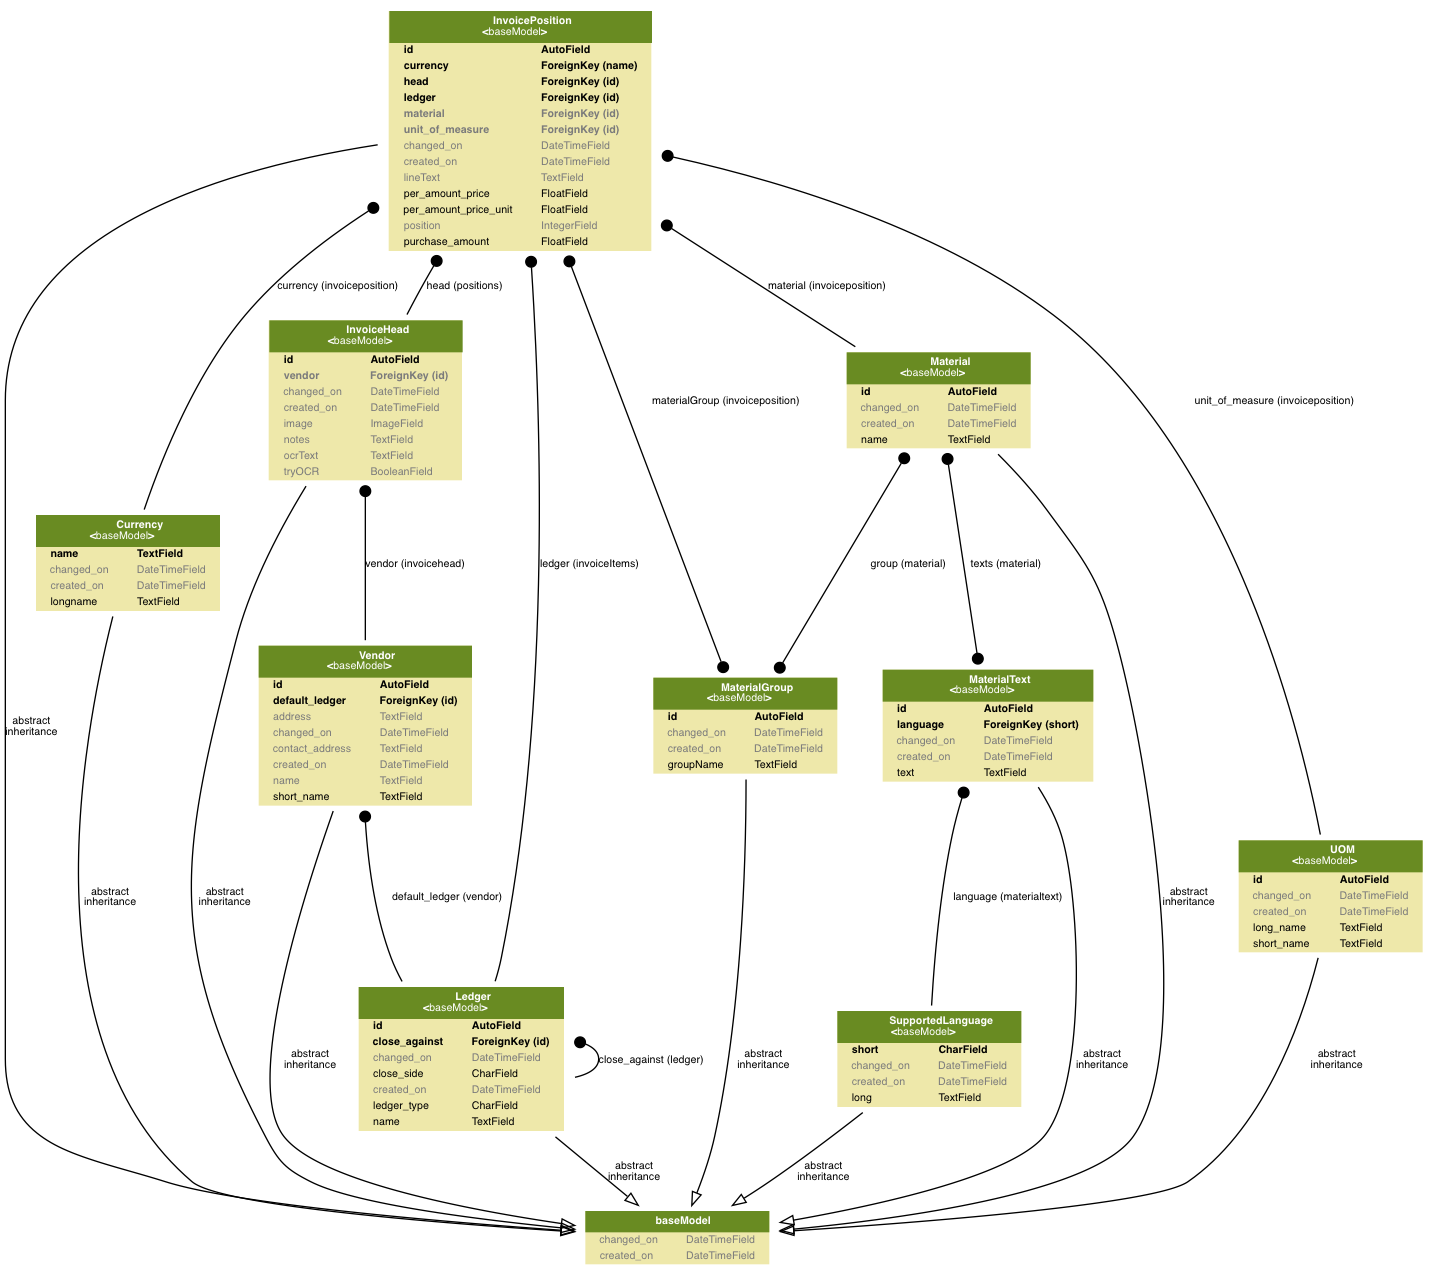 InvoicePosition
<baseModel>
id AutoField
currency ForeignKey (name)
head ForeignKey (id)
ledger ForeignKey (id)
material ForeignKey (id)
unit_of_measure ForeignKey (id)
changed_on DateTimeField
created_on DateTimeField
lineText TextField
per_amount_price FloatField
per_amount_price_unit FloatField
position IntegerField
purchase_amount FloatField
currency (invoiceposition)
head (positions)
material (invoiceposition)
InvoiceHead
<baseModel>
id AutoField
vendor ForeignKey (id)
changed_on DateTimeField
created_on DateTimeField
image ImageField
notes TextField
ocrText TextField
tryOCR BooleanField
Material
<baseModel>
id AutoField
changed_on DateTimeField
created_on DateTimeField
name TextField
materialGroup (invoiceposition)
unit_of_measure (invoiceposition)
Currency
<baseModel>
name TextField
changed_on DateTimeField
created_on DateTimeField
longname TextField
vendor (invoicehead)
ledger (invoiceItems)
group (material)
texts (material)
Vendor
<baseModel>
id AutoField
default_ledger ForeignKey (id)
address TextField
changed_on DateTimeField
contact_address TextField
created_on DateTimeField
name TextField
short_name TextField
MaterialGroup
<baseModel>
id AutoField
changed_on DateTimeField
created_on DateTimeField
groupName TextField
MaterialText
<baseModel>
id AutoField
language ForeignKey (short)
changed_on DateTimeField
created_on DateTimeField
text TextField
abstract
inheritance
UOM
<baseModel>
id AutoField
changed_on DateTimeField
created_on DateTimeField
long_name TextField
short_name TextField
abstract
inheritance
abstract
inheritance
default_ledger (vendor)
language (materialtext)
abstract
inheritance
Ledger
<baseModel>
id AutoField
close_against ForeignKey (id)
changed_on DateTimeField
close_side CharField
created_on DateTimeField
ledger_type CharField
name TextField
close_against (ledger)
SupportedLanguage
<baseModel>
short CharField
changed_on DateTimeField
created_on DateTimeField
long TextField
abstract
inheritance
abstract
inheritance
abstract
inheritance
abstract
inheritance
abstract
inheritance
abstract
inheritance
baseModel
changed_on DateTimeField
created_on DateTimeField